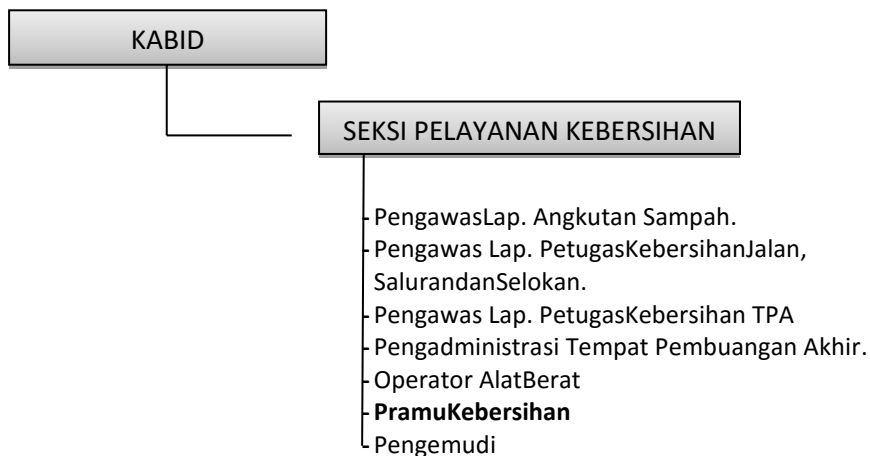 KABID
SEKSI PELAYANAN KEBERSIHAN
- PengawasLap. Angkutan Sampah.
- Pengawas Lap. PetugasKebersihanJalan,
SalurandanSelokan.
- Pengawas Lap. PetugasKebersihan TPA
- Pengadministrasi Tempat Pembuangan Akhir.
- Operator AlatBerat
- PramuKebersihan
- Pengemudi